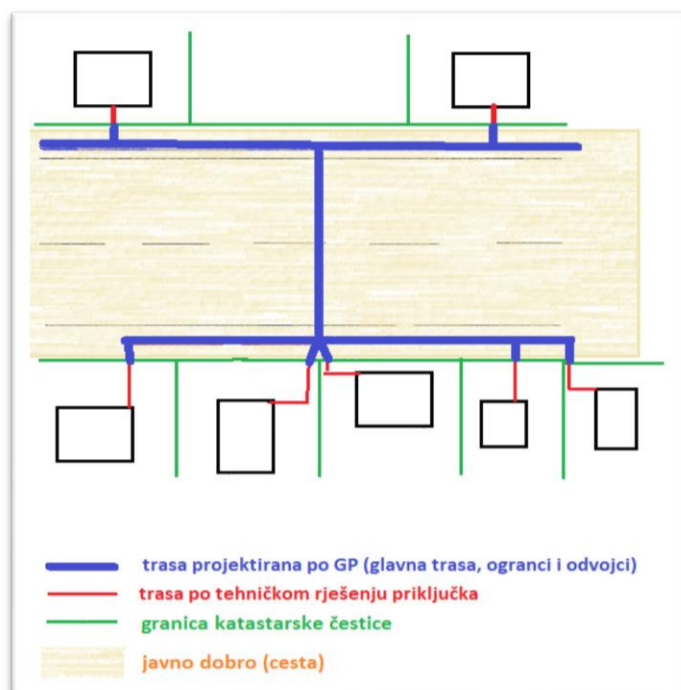 trasa projektirana po GP (glavna trasa, ogranci i odvojci)
trasa po tehničkom rješenju priključka
granica katastarske čestice
javno dobro (cesta)